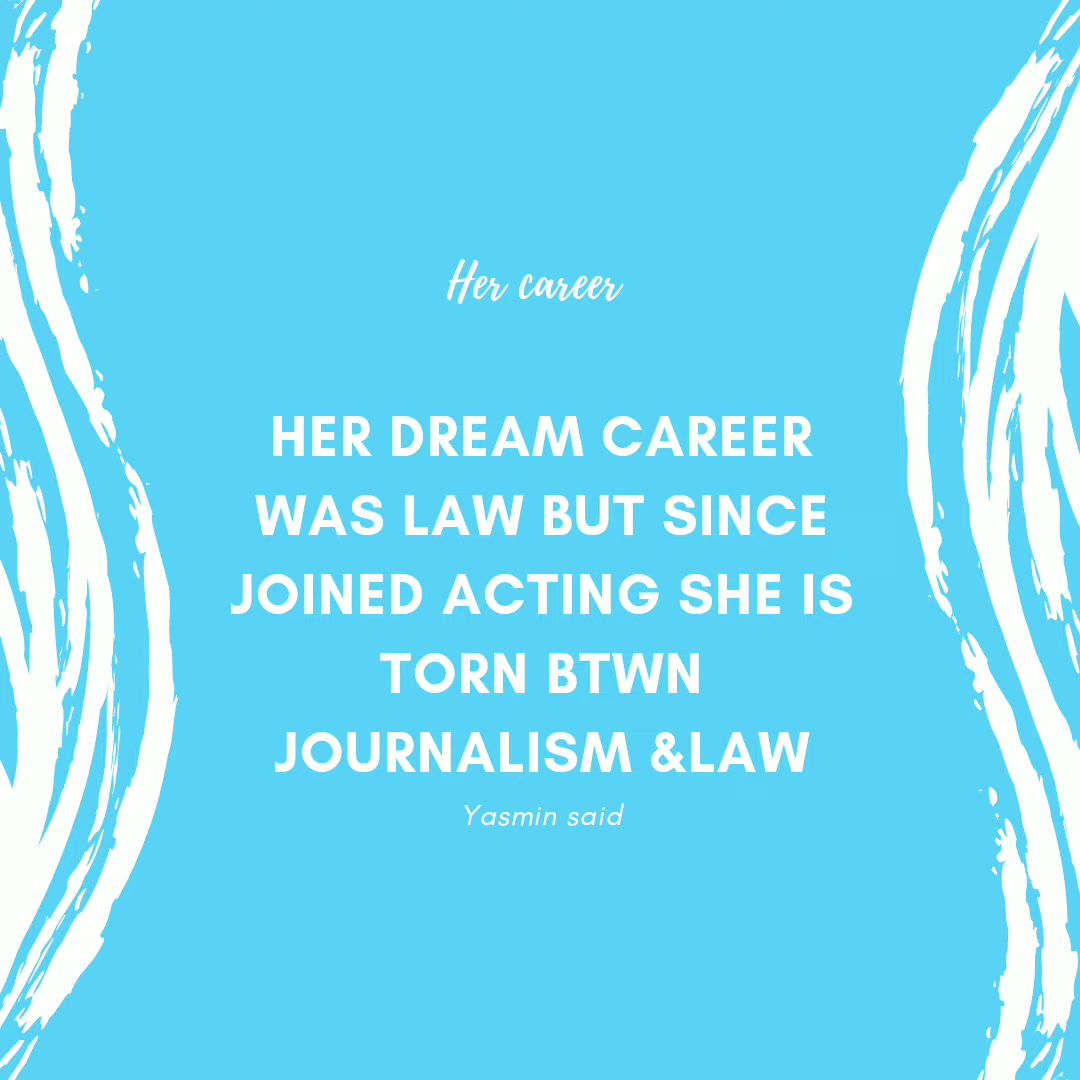 Her career
HER DREAM CAREER
WAS LAW BUT SINCE
JOINED ACTING SHE IS
TORN BTWN
JOURNALISM &LAW
Yasmin said